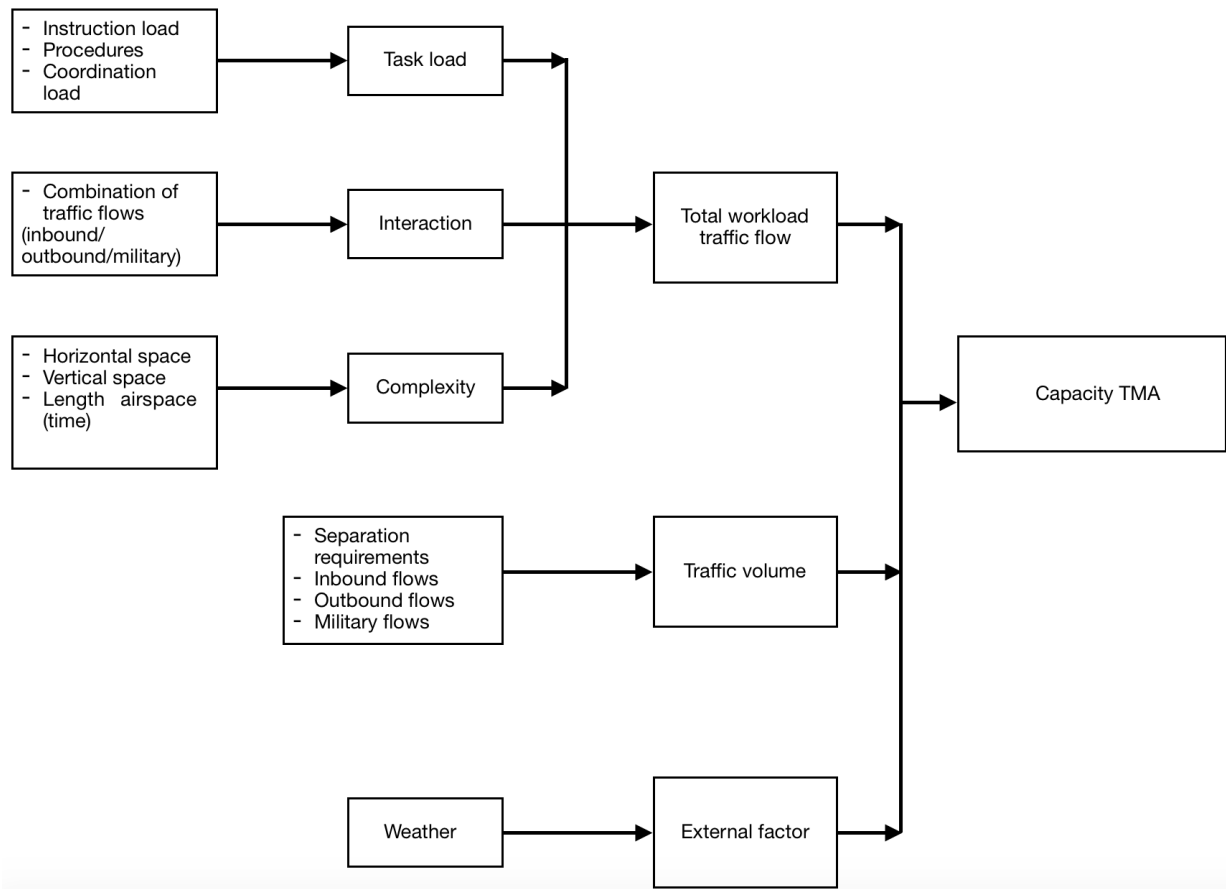 - Instruction load
- Procedures
- Coordination
load
Task load
- Combination of
traffic flows
(inbound/
outbound/military)
Interaction
Total workload
traffic flow
- Horizontal space
- Vertical space
- Length airspace
(time)
Complexity
Capacity TMA
- Separation
requirements
- Inbound flows
- Outbound flows
- Military flows
Traffic volume
Weather
External factor